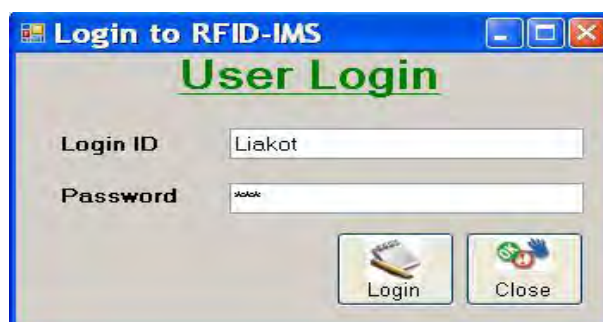 Login to RFID-IMS
User Login
Login ID Liakot
Password ****
Login Close